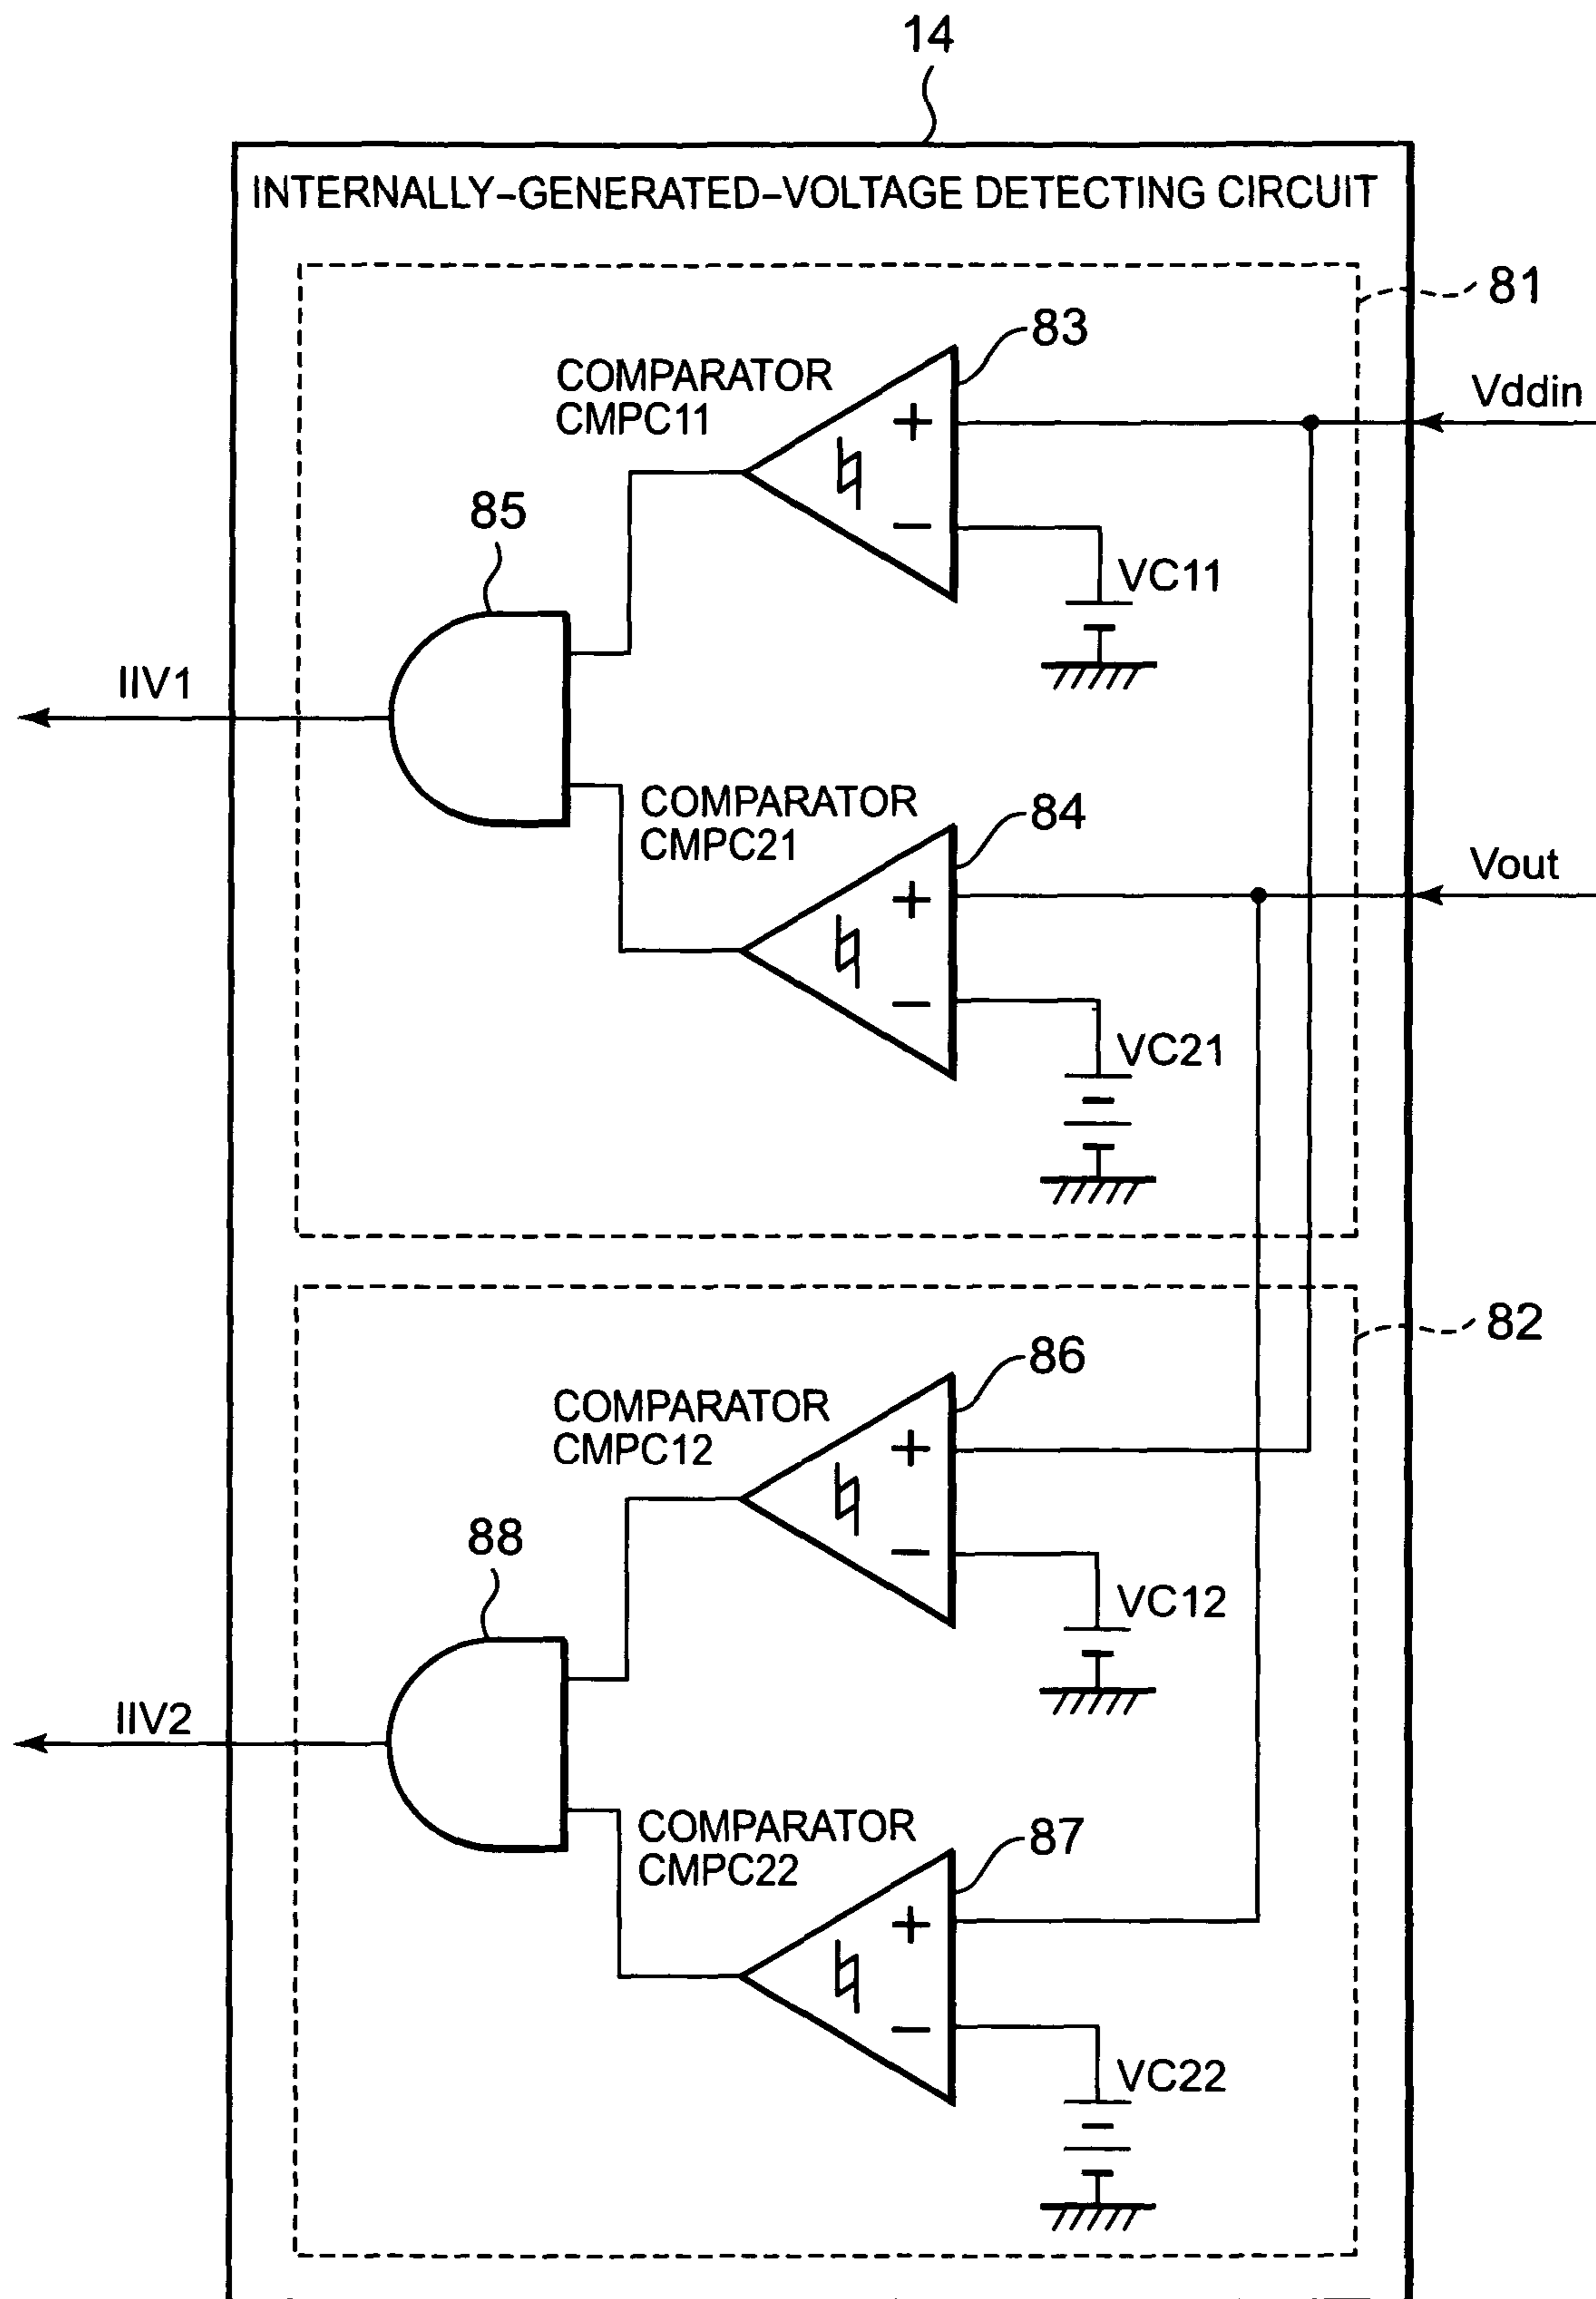 14
INTERNALLY-GENERATED-VOLTAGE DETECTING CIRCUIT
81
83
COMPARATOR
CMPC11
Vddin
+
−
85
VC11
IIV1
COMPARATOR
CMPC21
84
Vout
+
−
VC21
82
86
COMPARATOR
CMPC12
+
−
88
VC12
IIV2
COMPARATOR
CMPC22
87
+
−
VC22